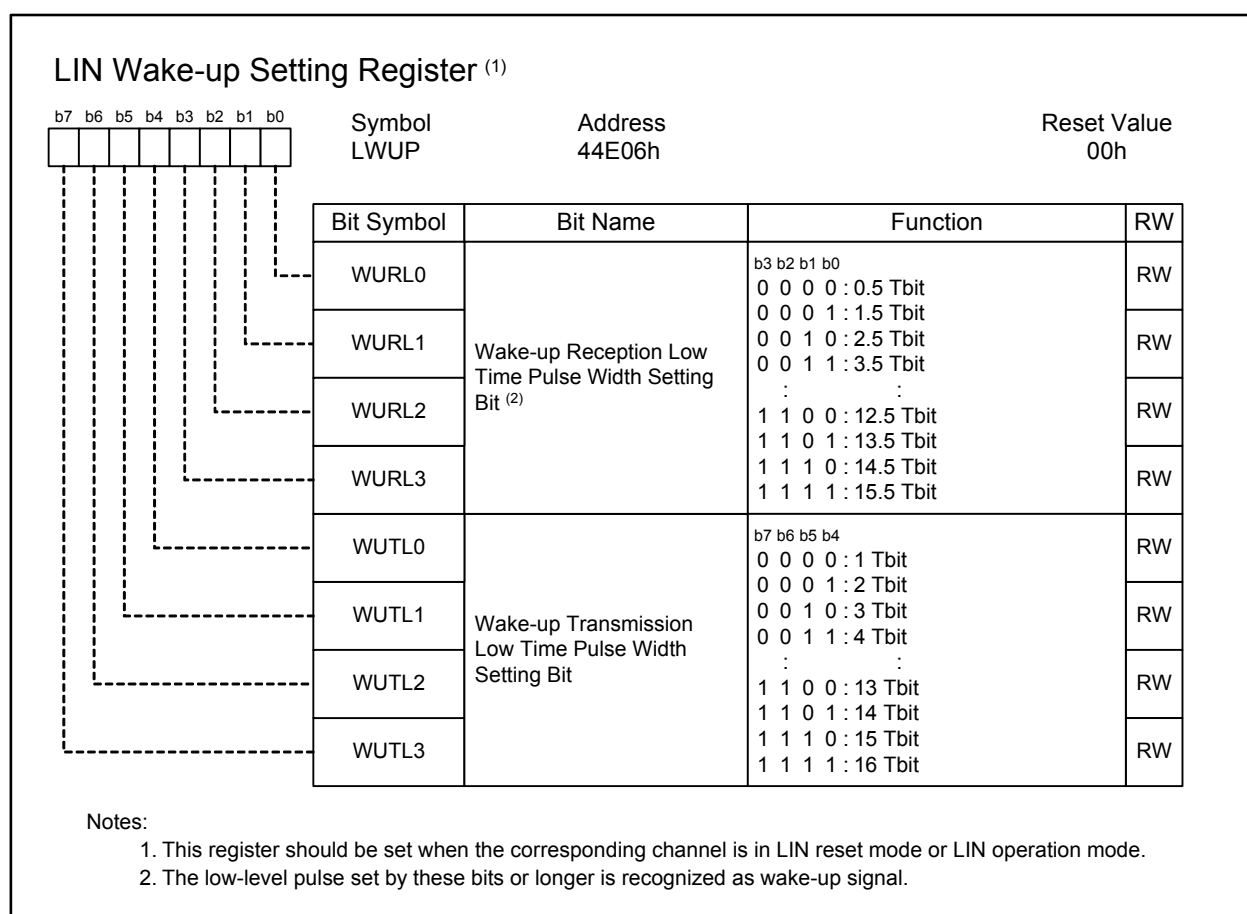 LIN Wake-up Setting Register (1)
b7 b6 b5 b4 b3 b2 b1 b0
Symbol Address Reset Value
LWUP 44E06h 00h
Bit Symbol Bit Name Function RW
WURL0 RW
WURL1 RW
WURL2 RW
WURL3 RW
Wake-up Reception Low
Time Pulse Width Setting
Bit (2)
b3 b2 b1 b0
0 0 0 0 : 0.5 Tbit
0 0 0 1 : 1.5 Tbit
0 0 1 0 : 2.5 Tbit
0 0 1 1 : 3.5 Tbit
: :
1 1 0 0 : 12.5 Tbit
1 1 0 1 : 13.5 Tbit
1 1 1 0 : 14.5 Tbit
1 1 1 1 : 15.5 Tbit
WUTL0 RW
WUTL1 RW
WUTL2 RW
WUTL3 RW
Wake-up Transmission
Low Time Pulse Width
Setting Bit
b7 b6 b5 b4
0 0 0 0 : 1 Tbit
0 0 0 1 : 2 Tbit
0 0 1 0 : 3 Tbit
0 0 1 1 : 4 Tbit
: :
1 1 0 0 : 13 Tbit
1 1 0 1 : 14 Tbit
1 1 1 0 : 15 Tbit
1 1 1 1 : 16 Tbit
Notes:
1. This register should be set when the corresponding channel is in LIN reset mode or LIN operation mode.
2. The low-level pulse set by these bits or longer is recognized as wake-up signal.